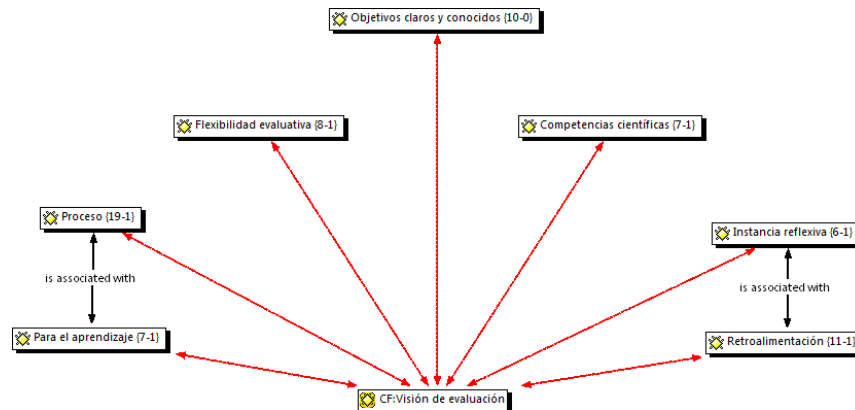 Objetivos claros y conocidos {10-0}
Flexibilidad evaluativa {8-1}
Competencias científicas {7-1}
Proceso {19-1}
Instancia reflexiva {6-1}
is associated with
is associated with
Para el aprendizaje {7-1}
Retroalimentación {11-1}
CF:Visión de evaluación